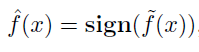 f̂(x) = sign(f̃(x)).